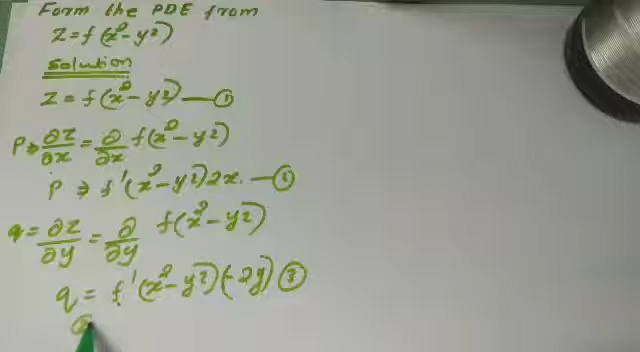 Form the PDE from
Z = f(x² - y²)
Solution
Z = f(x² - y²) — ①
P ⇒ ∂Z/∂x = ∂/∂x f(x² - y²)
P ⇒ f'(x² - y²) 2x. — ②
q = ∂Z/∂y = ∂/∂y f(x² - y²)
q = f'(x² - y²)(-2y) ③